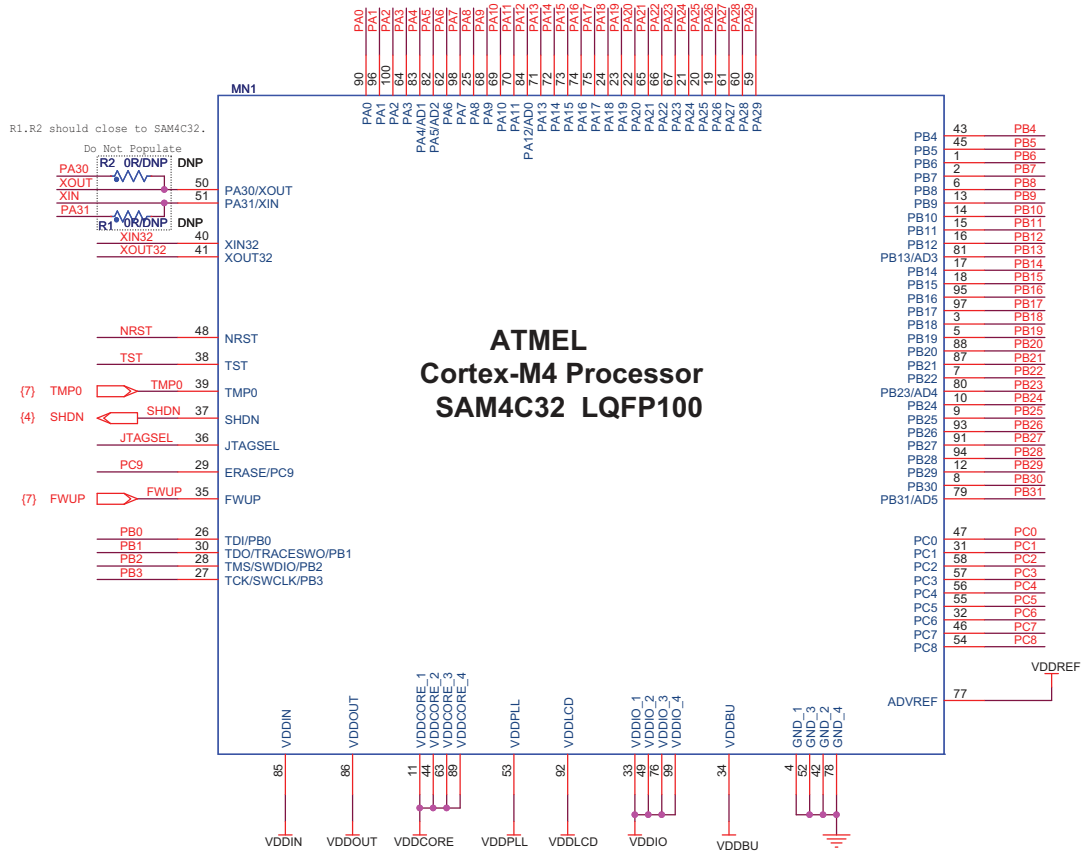 PA0 PA1 PA2 PA3 PA4 PA5 PA6 PA7 PA8 PA9 PA10 PA11 PA12 PA13 PA14 PA15 PA16 PA17 PA18 PA19 PA20 PA21 PA22 PA23 PA24 PA25 PA26 PA27 PA28 PA29
90 96 100 64 83 82 62 98 25 68 69 70 84 71 72 73 74 75 24 23 22 65 66 67 21 20 19 61 60 59
MN1
PA0 PA1 PA2 PA3 PA4/AD1 PA5/AD2 PA6 PA7 PA8 PA9 PA10 PA11 PA12/AD0 PA13 PA14 PA15 PA16 PA17 PA18 PA19 PA20 PA21 PA22 PA23 PA24 PA25 PA26 PA27 PA28 PA29
R1.R2 should close to SAM4C32.
Do Not Populate
R2 0R/DNP DNP
PA30
XOUT 50 PA30/XOUT
XIN 51 PA31/XIN
PA31
R1 0R/DNP DNP
XIN32 40 XIN32
XOUT32 41 XOUT32
NRST 48 NRST
TST 38 TST
{7} TMP0 TMP0 39 TMP0
{4} SHDN SHDN 37 SHDN
JTAGSEL 36 JTAGSEL
PC9 29 ERASE/PC9
{7} FWUP FWUP 35 FWUP
PB0 26 TDI/PB0
PB1 30 TDO/TRACESWO/PB1
PB2 28 TMS/SWDIO/PB2
PB3 27 TCK/SWCLK/PB3
ATMEL
Cortex-M4 Processor
SAM4C32 LQFP100
PB4 43 PB4
PB5 45 PB5
PB6 1 PB6
PB7 2 PB7
PB8 6 PB8
PB9 13 PB9
PB10 14 PB10
PB11 15 PB11
PB12 16 PB12
PB13/AD3 81 PB13
PB14 17 PB14
PB15 18 PB15
PB16 95 PB16
PB17 97 PB17
PB18 3 PB18
PB19 5 PB19
PB20 88 PB20
PB21 87 PB21
PB22 7 PB22
PB23/AD4 80 PB23
PB24 10 PB24
PB25 9 PB25
PB26 93 PB26
PB27 91 PB27
PB28 94 PB28
PB29 12 PB29
PB30 8 PB30
PB31/AD5 79 PB31
PC0 47 PC0
PC1 31 PC1
PC2 58 PC2
PC3 57 PC3
PC4 56 PC4
PC5 55 PC5
PC6 32 PC6
PC7 46 PC7
PC8 54 PC8
VDDREF
ADVREF 77
VDDIN VDDOUT VDDCORE_1 VDDCORE_2 VDDCORE_3 VDDCORE_4 VDDPLL VDDLCD VDDIO_1 VDDIO_2 VDDIO_3 VDDIO_4 VDDBU GND_1 GND_3 GND_2 GND_4
85 86 11 44 63 89 53 92 33 49 76 99 34 4 52 42 78
VDDIN VDDOUT VDDCORE VDDPLL VDDLCD VDDIO VDDBU